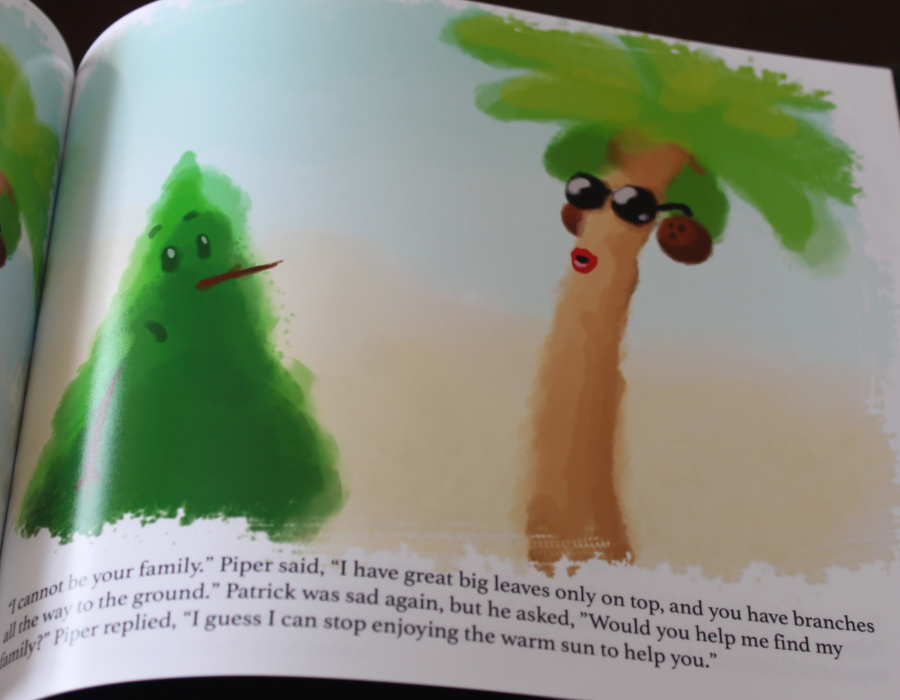 "I cannot be your family.” Piper said, “I have great big leaves only on top, and you have branches
all the way to the ground.” Patrick was sad again, but he asked, ”Would you help me find my
family?” Piper replied, “I guess I can stop enjoying the warm sun to help you.”